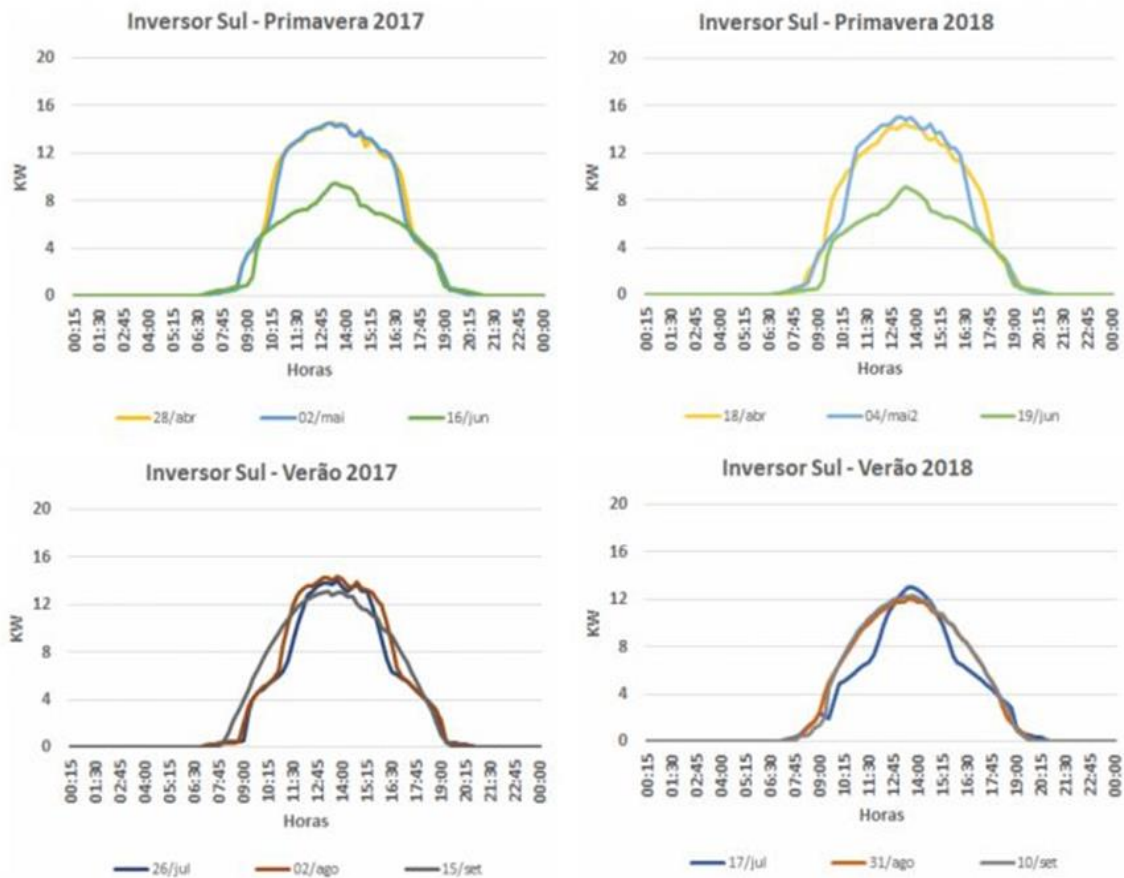 Inversor Sul - Primavera 2017
KW
20
16
12
8
4
0
00:15 01:30 02:45 04:00 05:15 06:30 07:45 09:00 10:15 11:30 12:45 14:00 15:15 16:30 17:45 19:00 20:15 21:30 22:45 00:00
Horas
28/abr 02/mai 16/jun
Inversor Sul - Primavera 2018
KW
20
16
12
8
4
0
00:15 01:30 02:45 04:00 05:15 06:30 07:45 09:00 10:15 11:30 12:45 14:00 15:15 16:30 17:45 19:00 20:15 21:30 22:45 00:00
Horas
18/abr 04/mai2 19/jun
Inversor Sul - Verão 2017
KW
20
16
12
8
4
0
00:15 01:30 02:45 04:00 05:15 06:30 07:45 09:00 10:15 11:30 12:45 14:00 15:15 16:30 17:45 19:00 20:15 21:30 22:45 00:00
Horas
26/jul 02/ago 15/set
Inversor Sul - Verão 2018
KW
20
16
12
8
4
0
00:15 01:30 02:45 04:00 05:15 06:30 07:45 09:00 10:15 11:30 12:45 14:00 15:15 16:30 17:45 19:00 20:15 21:30 22:45 00:00
Horas
17/jul 31/ago 10/set